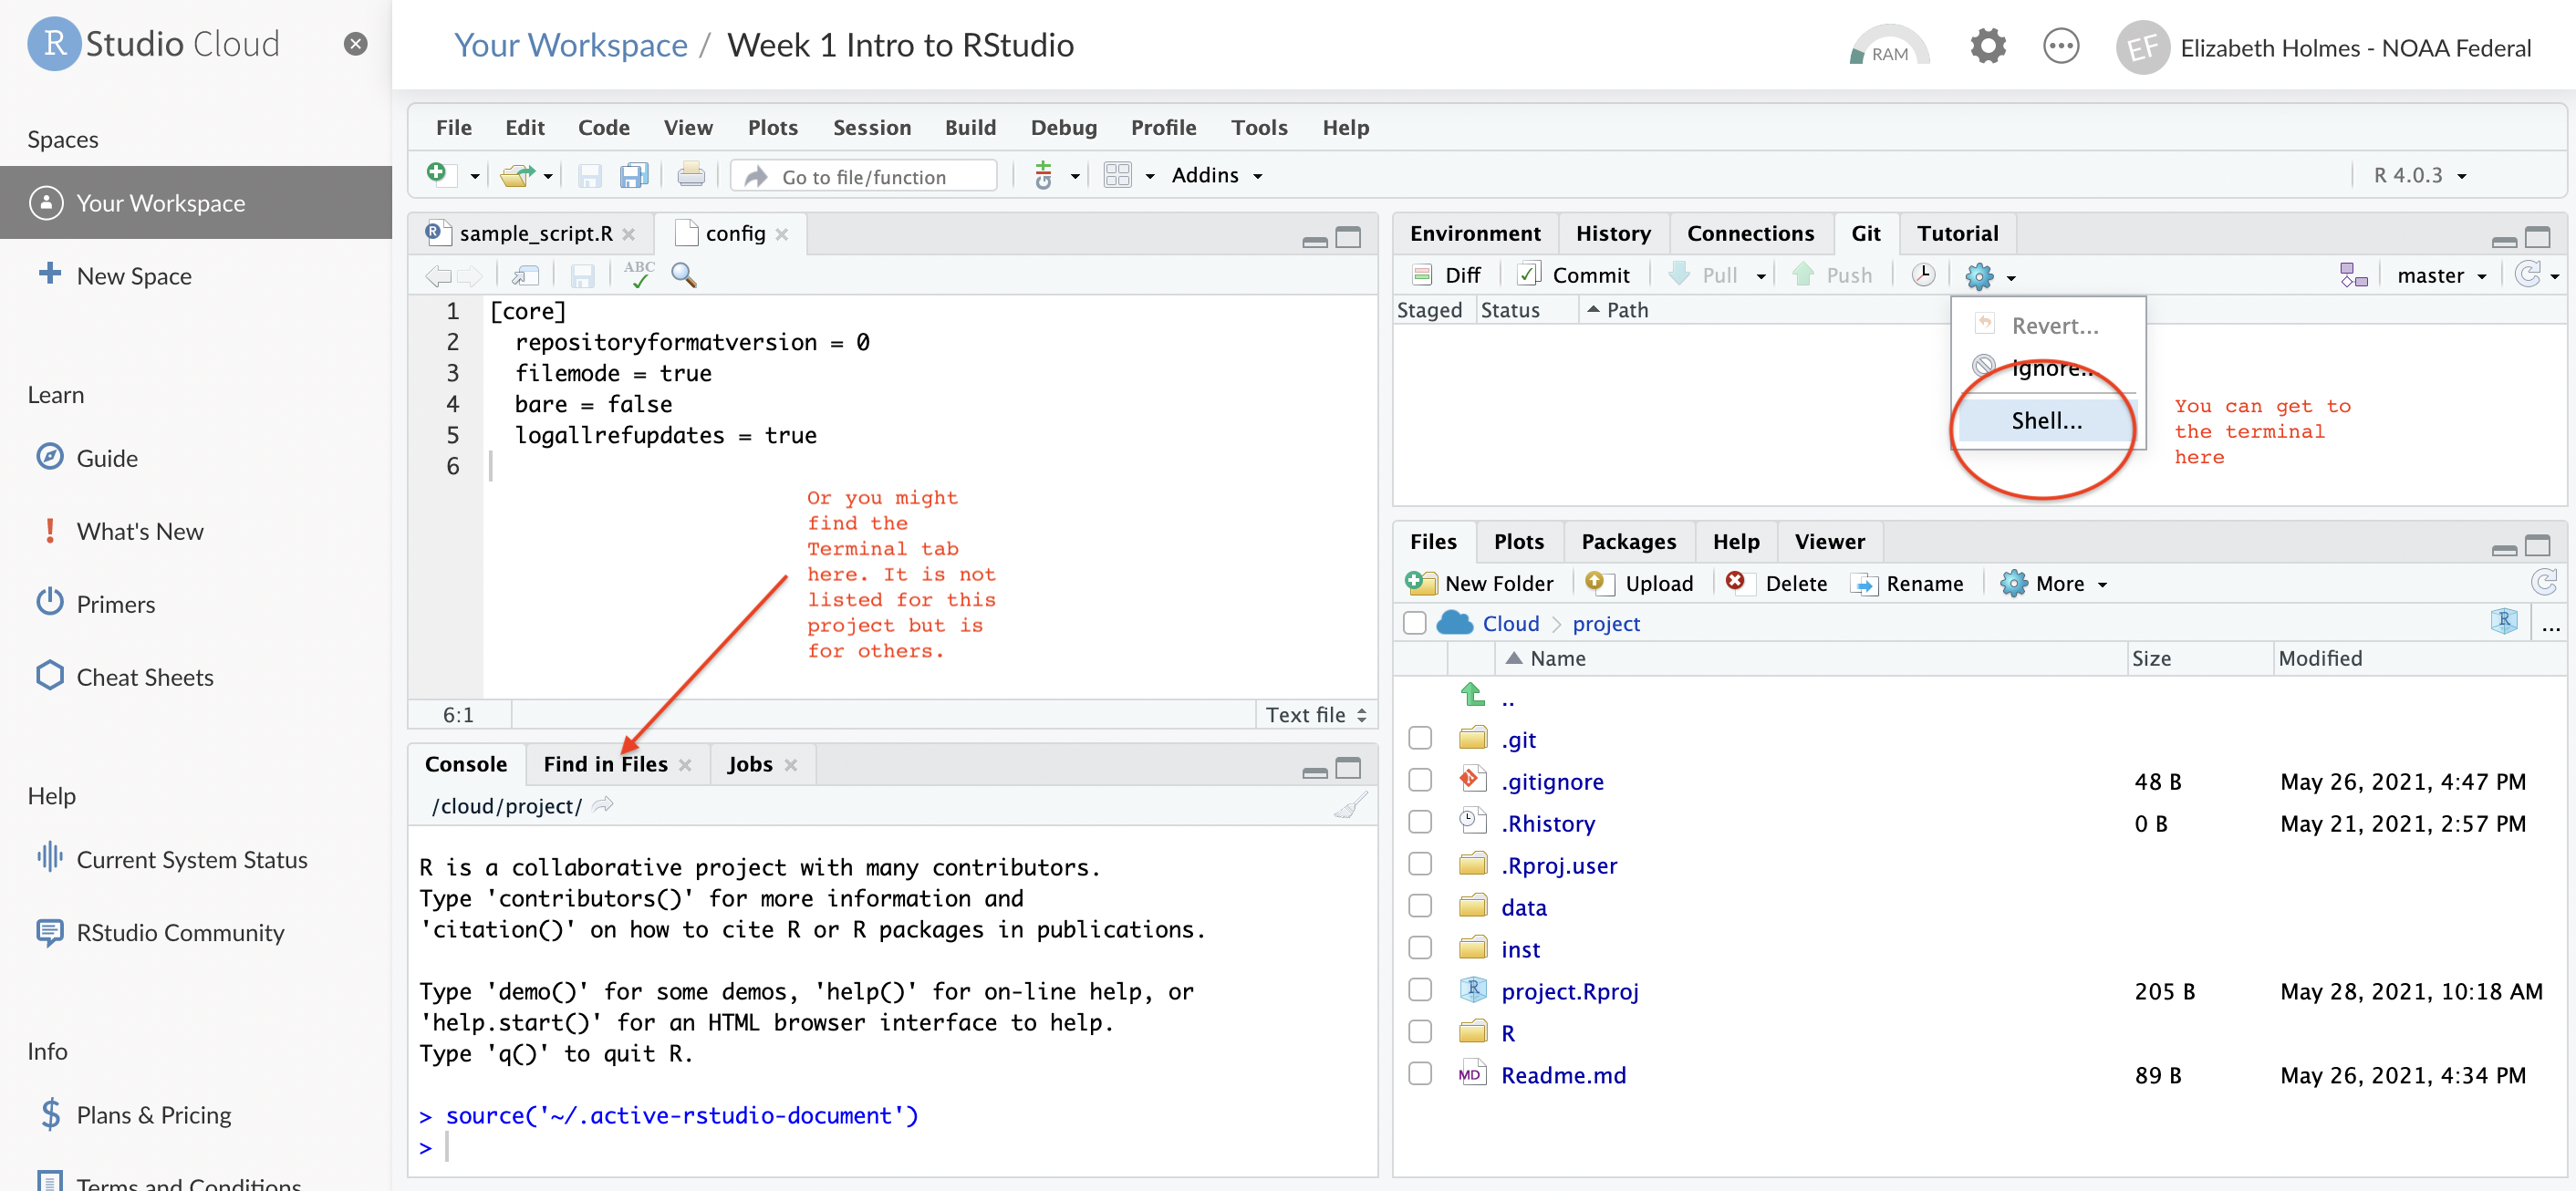 R Studio Cloud
Your Workspace / Week 1 Intro to RStudio
RAM
EF Elizabeth Holmes - NOAA Federal
Spaces
Your Workspace
New Space
Learn
Guide
What's New
Primers
Cheat Sheets
Help
Current System Status
RStudio Community
Info
Plans & Pricing
Terms and Conditions
File Edit Code View Plots Session Build Debug Profile Tools Help
Go to file/function Addins R 4.0.3
sample_script.R config
ABC
1 [core]
2 repositoryformatversion = 0
3 filemode = true
4 bare = false
5 logallrefupdates = true
6
Or you might
find the
Terminal tab
here. It is not
listed for this
project but is
for others.
6:1 Text file
Console Find in Files Jobs
/cloud/project/
R is a collaborative project with many contributors.
Type 'contributors()' for more information and
'citation()' on how to cite R or R packages in publications.
Type 'demo()' for some demos, 'help()' for on-line help, or
'help.start()' for an HTML browser interface to help.
Type 'q()' to quit R.
> source('~/.active-rstudio-document')
>
Environment History Connections Git Tutorial
Diff Commit Pull Push master
Staged Status Path
Revert...
Ignore...
Shell...
You can get to
the terminal
here
Files Plots Packages Help Viewer
New Folder Upload Delete Rename More
Cloud project R ...
Name Size Modified
..
.git
.gitignore 48 B May 26, 2021, 4:47 PM
.Rhistory 0 B May 21, 2021, 2:57 PM
.Rproj.user
data
inst
project.Rproj 205 B May 28, 2021, 10:18 AM
R
MD Readme.md 89 B May 26, 2021, 4:34 PM